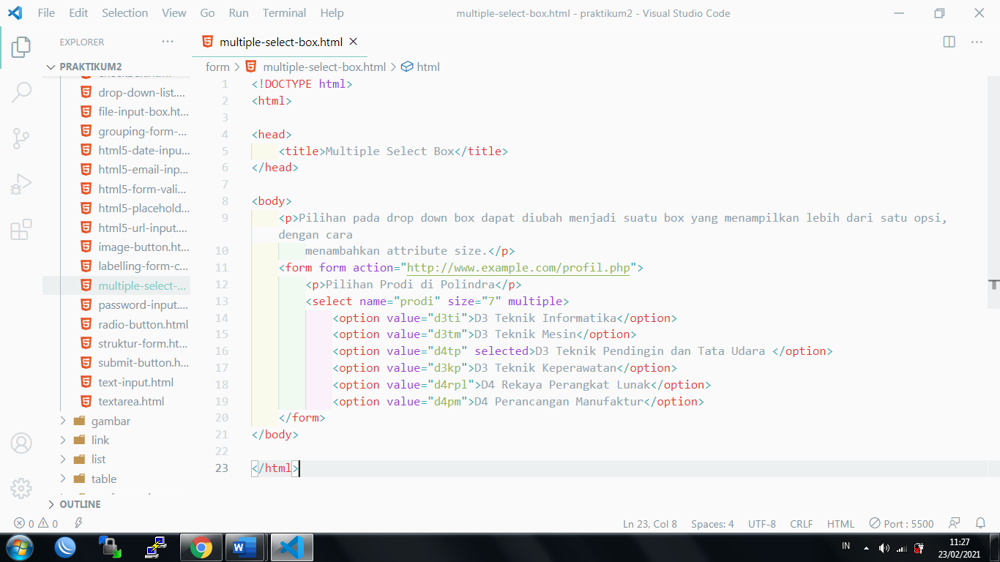 File Edit Selection View Go Run Terminal Help
multiple-select-box.html - praktikum2 - Visual Studio Code
EXPLORER
PRAKTIKUM2
drop-down-list....
file-input-box.ht...
grouping-form-...
html5-date-inpu...
html5-email-inp...
html5-form-vali...
html5-placehold...
html5-url-input....
image-button.ht...
labelling-form-c...
multiple-select-...
password-input....
radio-button.html
struktur-form.ht...
submit-button.h...
text-input.html
textarea.html
gambar
link
list
table
OUTLINE
multiple-select-box.html
form > multiple-select-box.html > html
1 <!DOCTYPE html>
2 <html>
3
4 <head>
5 <title>Multiple Select Box</title>
6 </head>
7
8 <body>
9 <p>Pilihan pada drop down box dapat diubah menjadi suatu box yang menampilkan lebih dari satu opsi,
dengan cara
10 menambahkan attribute size.</p>
11 <form form action="http://www.example.com/profil.php">
12 <p>Pilihan Prodi di Polindra</p>
13 <select name="prodi" size="7" multiple>
14 <option value="d3ti">D3 Teknik Informatika</option>
15 <option value="d3tm">D3 Teknik Mesin</option>
16 <option value="d4tp" selected>D3 Teknik Pendingin dan Tata Udara </option>
17 <option value="d3kp">D3 Teknik Keperawatan</option>
18 <option value="d4rpl">D4 Rekaya Perangkat Lunak</option>
19 <option value="d4pm">D4 Perancangan Manufaktur</option>
20 </form>
21 </body>
22
23 </html>
0 0
Ln 23, Col 8 Spaces: 4 UTF-8 CRLF HTML Port : 5500
IN
11:27
23/02/2021